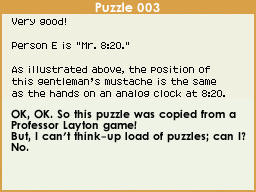 Puzzle 003
Very good!
Person E is "Mr. 8:20."
As illustrated above, the position of
this gentleman's mustache is the same
as the hands on an analog clock at 8:20.
OK, OK. So this puzzle was copied from a
Professor Layton game!
But, I can't think-up load of puzzles; can I?
No.